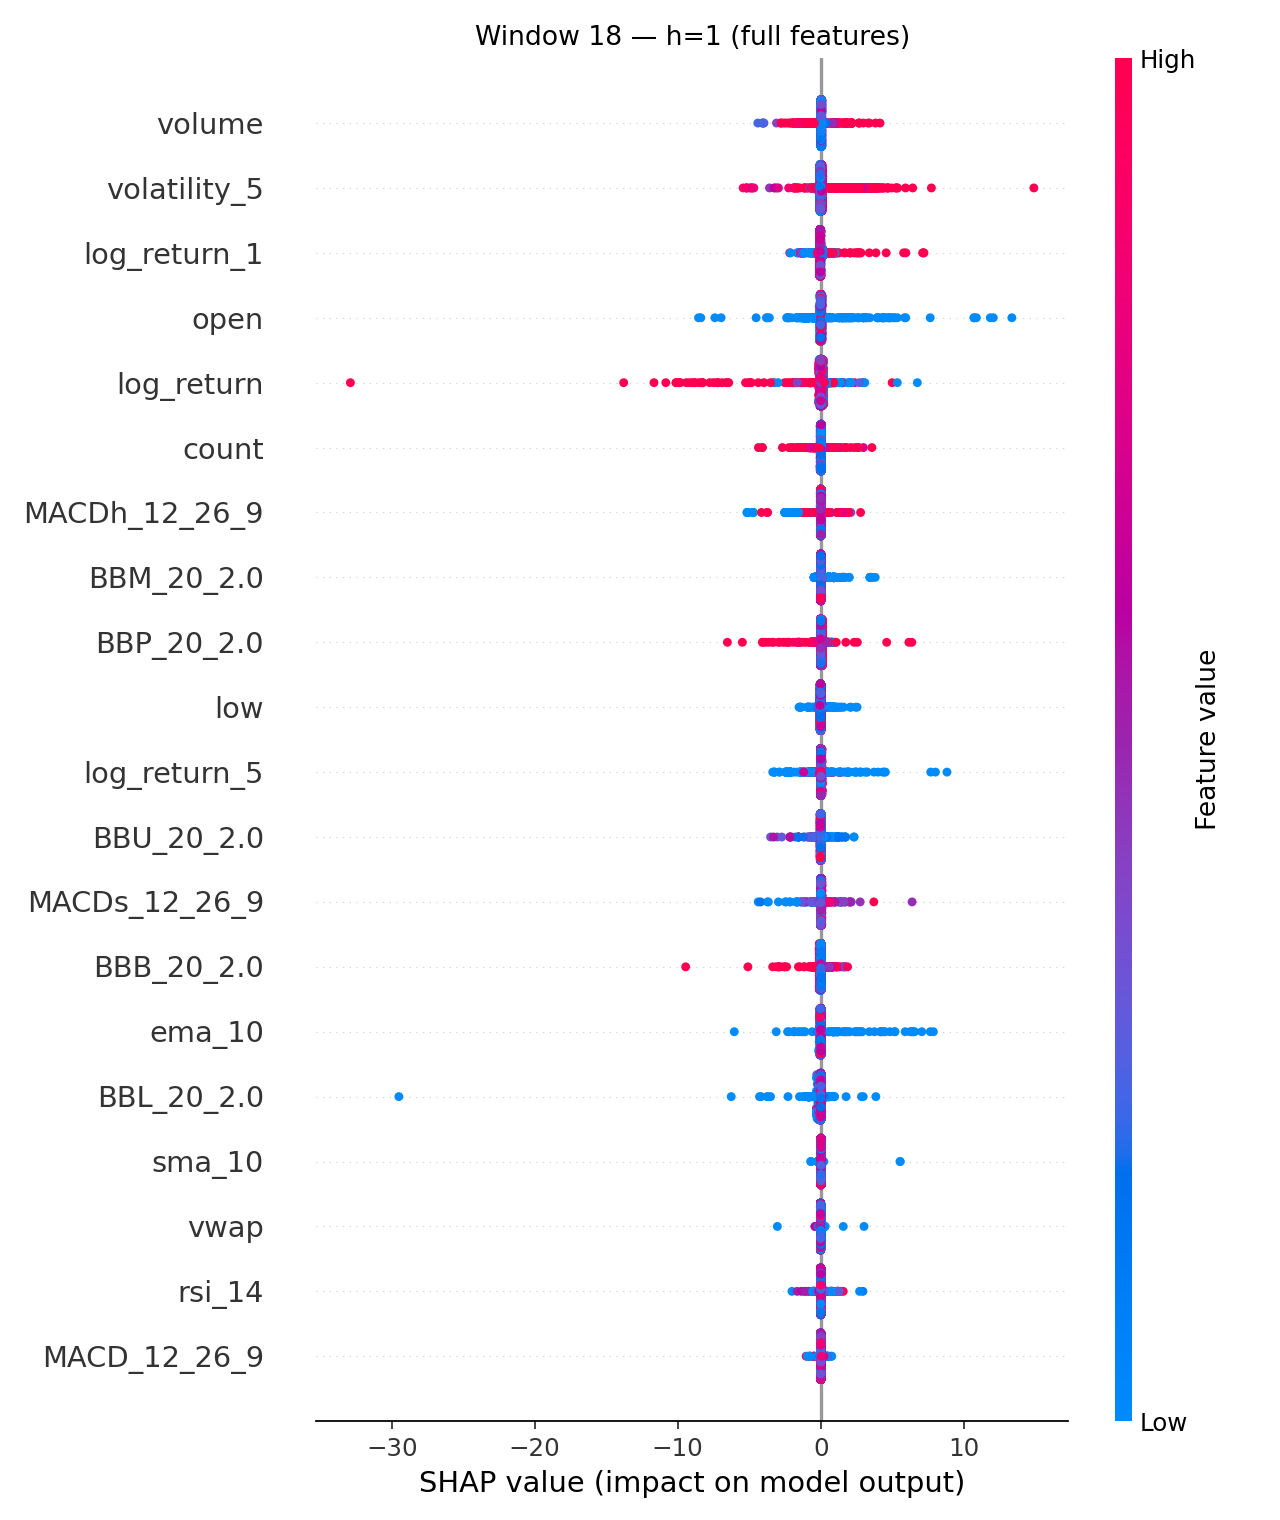 Window 18 — h=1 (full features)
High
volume
volatility_5
log_return_1
open
log_return
count
MACDh_12_26_9
BBM_20_2.0
BBP_20_2.0
low
log_return_5
BBU_20_2.0
MACDs_12_26_9
BBB_20_2.0
ema_10
BBL_20_2.0
sma_10
vwap
rsi_14
MACD_12_26_9
Feature value
Low
−30 −20 −10 0 10
SHAP value (impact on model output)